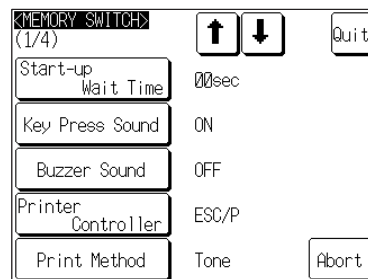 <MEMORY SWITCH>
(1/4)
Quit
Start-up
Wait Time
00sec
Key Press Sound
ON
Buzzer Sound
OFF
Printer
Controller
ESC/P
Print Method
Tone
Abort